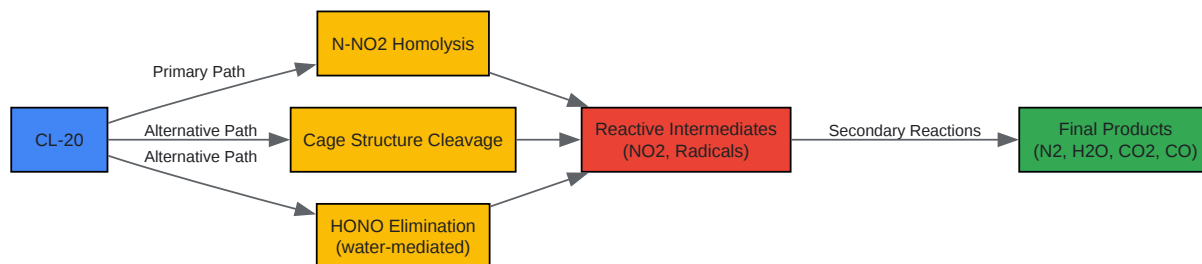 N-NO2 Homolysis
Primary Path
CL-20
Alternative Path
Alternative Path
Cage Structure Cleavage
Reactive Intermediates
(NO2, Radicals)
Secondary Reactions
Final Products
(N2, H2O, CO2, CO)
HONO Elimination
(water-mediated)